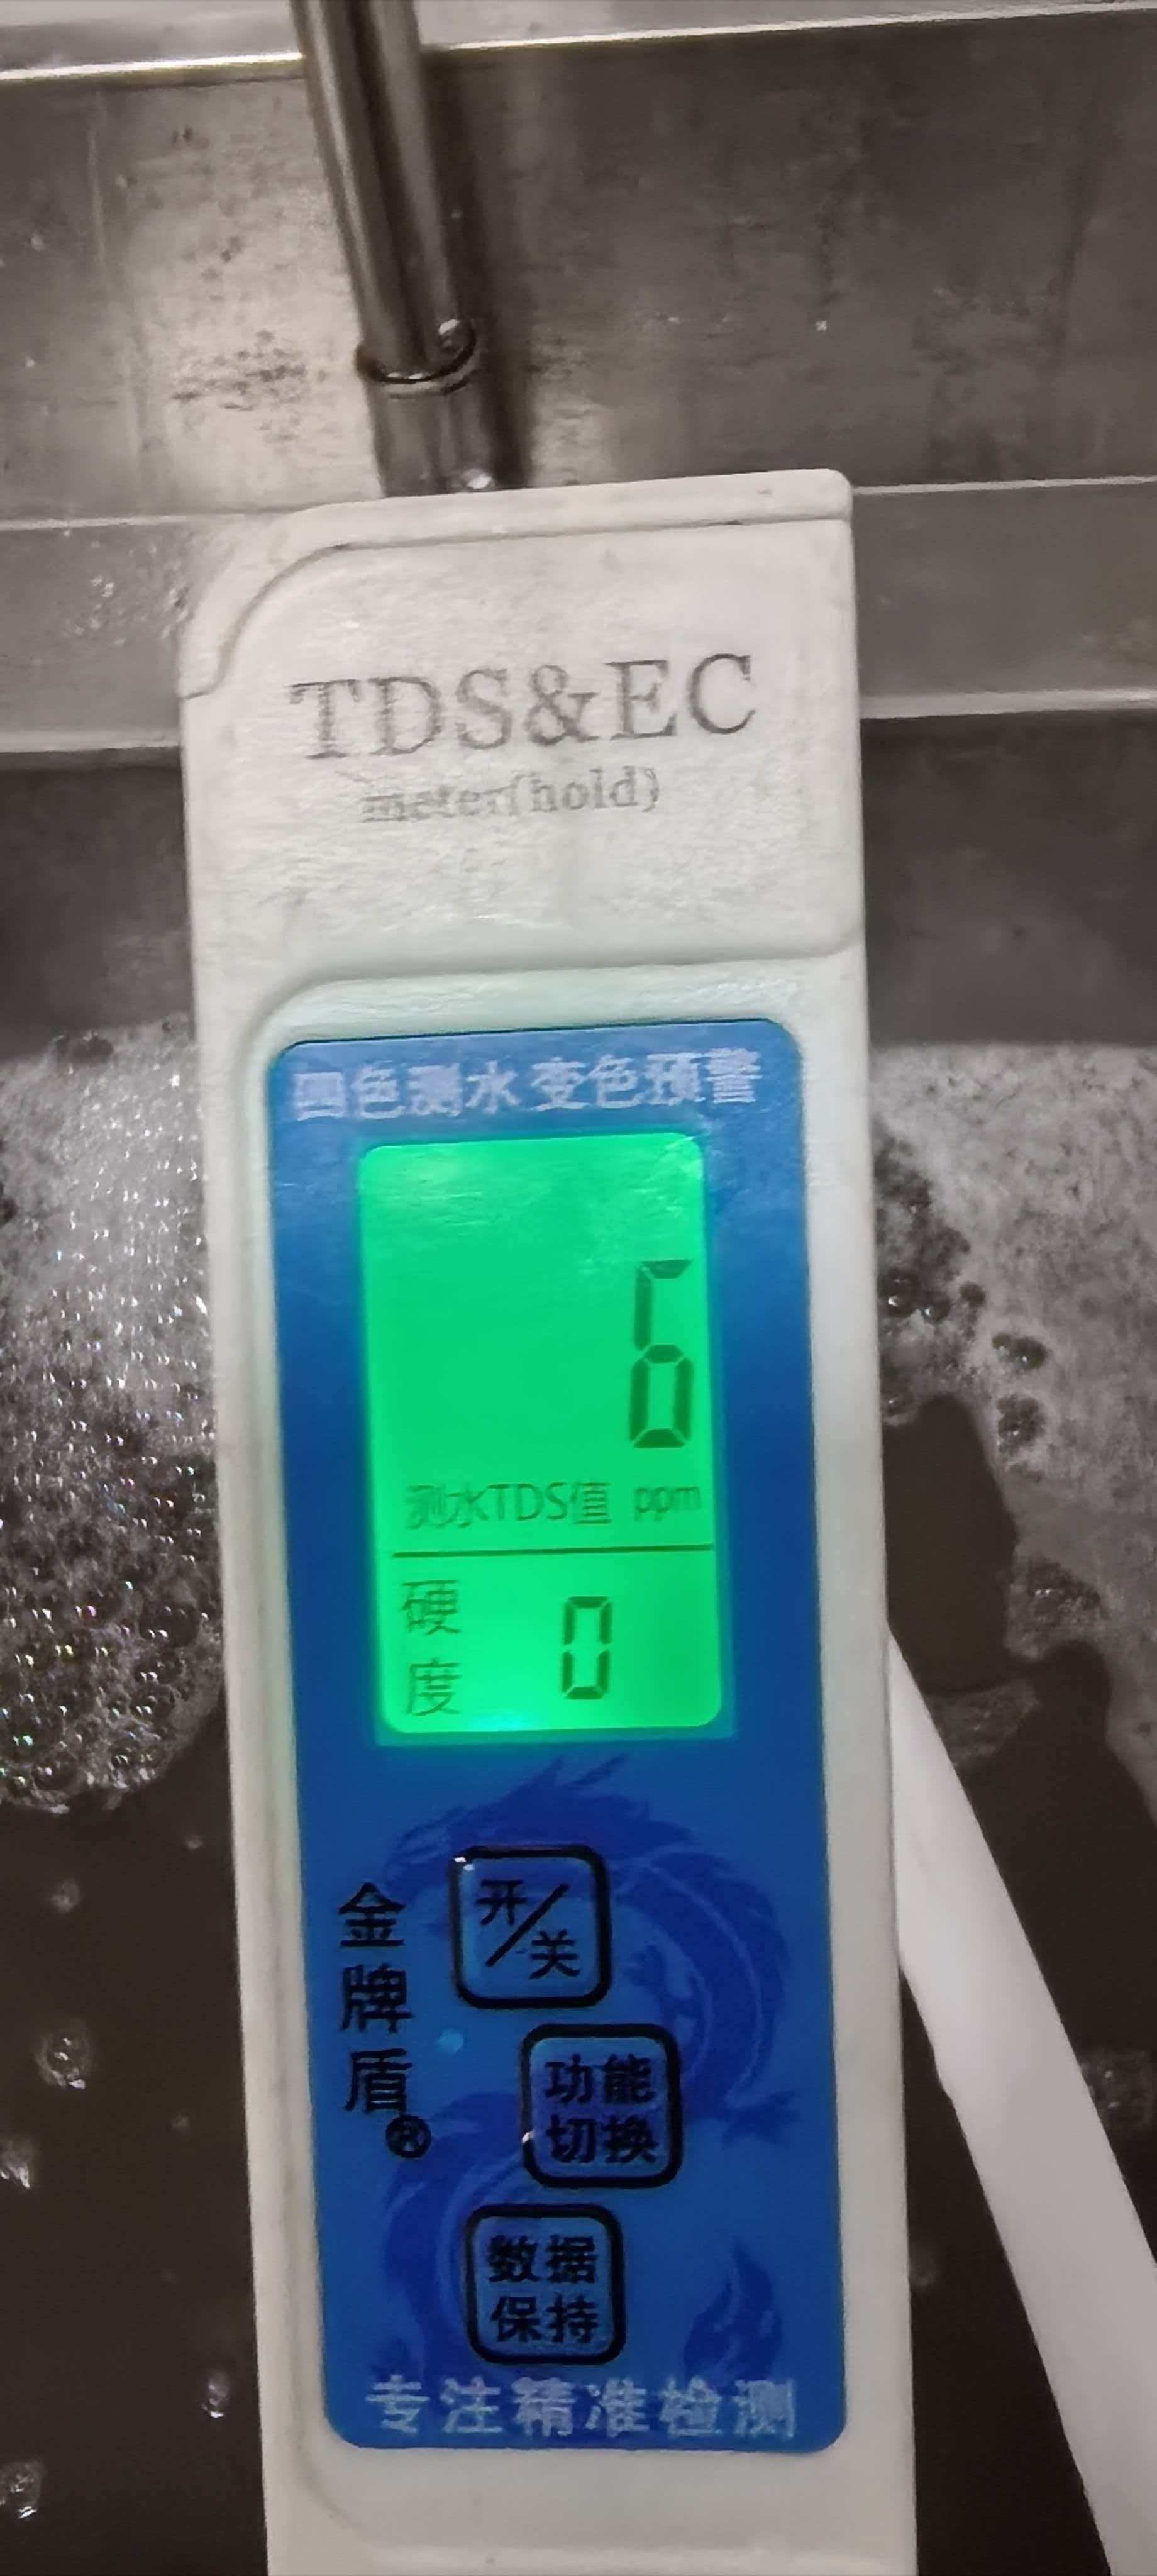 TDS&EC
meter(hold)
四色测水 变色预警
6
测水TDS值 ppm
硬度 0
开/关
金牌盾®
功能切换
数据保持
专注精准检测